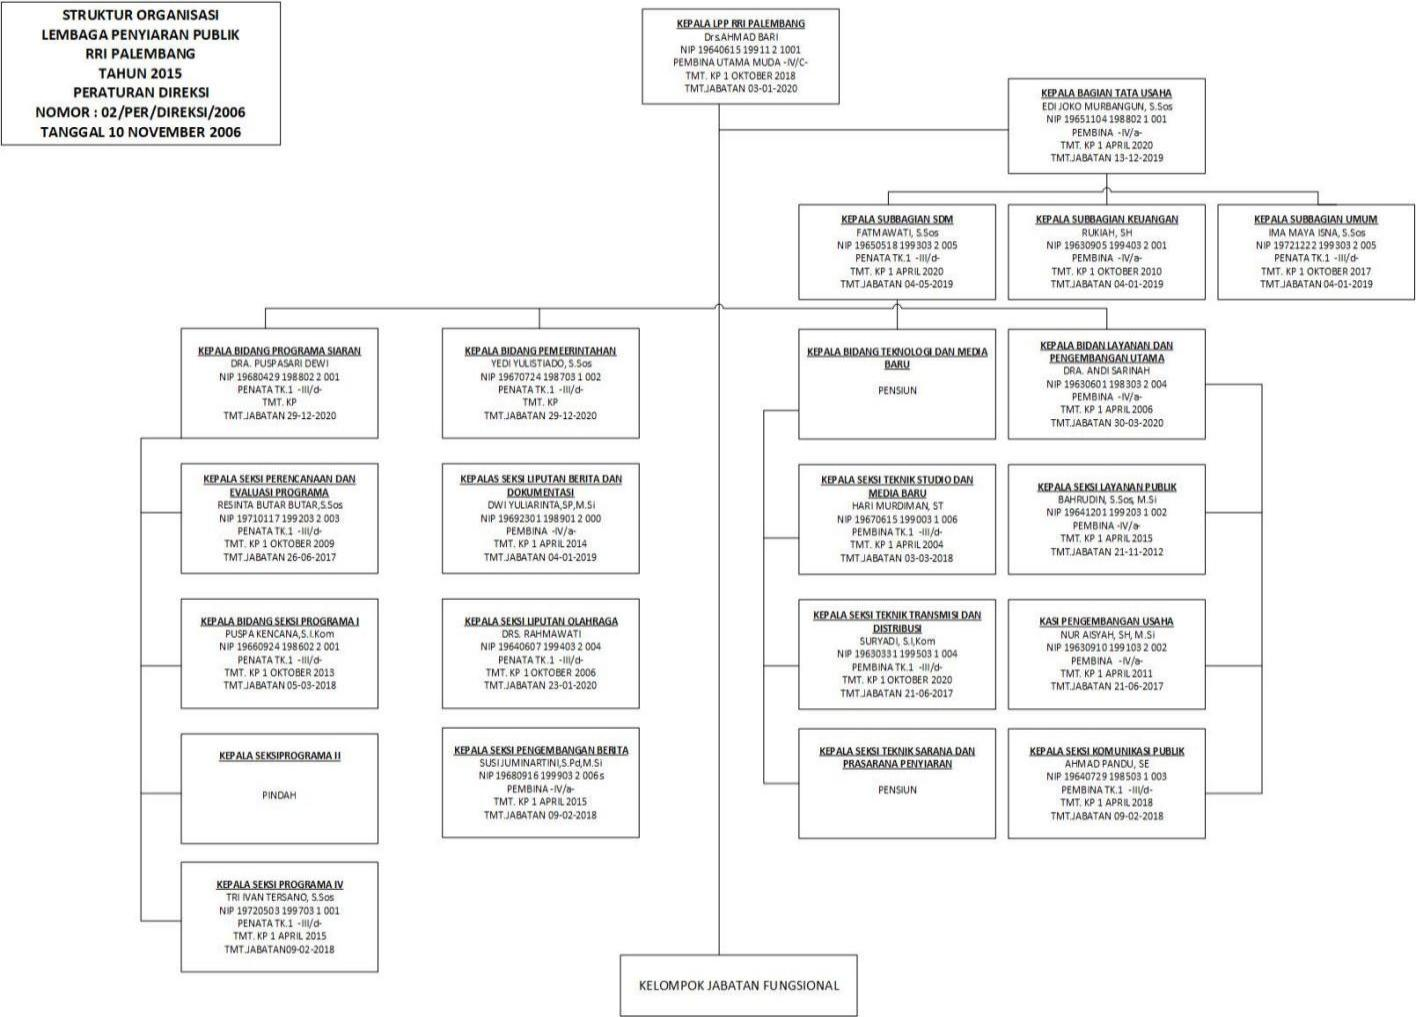 STRUKTUR ORGANISASI
LEMBAGA PENYIARAN PUBLIK
RRI PALEMBANG
TAHUN 2015
PERATURAN DIREKSI
NOMOR : 02/PER/DIREKSI/2006
TANGGAL 10 NOVEMBER 2006
KEPALA LPP RRI PALEMBANG
Drs.AHMAD BARI
NIP 19640615 19911 2 1001
PEMBINA UTAMA MUDA -IV/C-
TMT. KP 1 OKTOBER 2018
TMT.JABATAN 03-01-2020
KEPALA BAGIAN TATA USAHA
EDI JOKO MURBANGUN, S.Sos
NIP 19651104 198802 1 001
PEMBINA -IV/a-
TMT. KP 1 APRIL 2020
TMT.JABATAN 13-12-2019
KEPALA SUBBAGIAN SDM
FATMAWATI, S.Sos
NIP 19650518 199303 2 005
PENATA TK.1 -III/d-
TMT. KP 1 APRIL 2020
TMT.JABATAN 04-05-2019
KEPALA SUBBAGIAN KEUANGAN
RUKIAH, SH
NIP 19630905 199403 2 001
PEMBINA -IV/a-
TMT. KP 1 OKTOBER 2010
TMT.JABATAN 04-01-2019
KEPALA SUBBAGIAN UMUM
IMA MAYA ISNA, S.Sos
NIP 19721222 199303 2 005
PENATA TK.1 -III/d-
TMT. KP 1 OKTOBER 2017
TMT.JABATAN 04-01-2019
KEPALA BIDANG PROGRAMA SIARAN
DRA. PUSPASARI DEWI
NIP 19680429 198802 2 001
PENATA TK.1 -III/d-
TMT. KP
TMT.JABATAN 29-12-2020
KEPALA BIDANG PEMEERINTAHAN
YEDI YULISTIADO, S.Sos
NIP 19670724 198703 1 002
PENATA TK.1 -III/d-
TMT. KP
TMT.JABATAN 29-12-2020
KEPALA BIDANG TEKNOLOGI DAN MEDIA
BARU
PENSIUN
KEPALA BIDAN LAYANAN DAN
PENGEMBANGAN UTAMA
DRA. ANDI SARINAH
NIP 19630601 198303 2 004
PEMBINA -IV/a-
TMT. KP 1 APRIL 2006
TMT.JABATAN 30-03-2020
KEPALA SEKSI PERENCANAAN DAN
EVALUASI PROGRAMA
RESINTA BUTAR BUTAR,S.Sos
NIP 19710117 199203 2 003
PENATA TK.1 -III/d-
TMT. KP 1 OKTOBER 2009
TMT.JABATAN 26-06-2017
KEPALAS SEKSI LIPUTAN BERITA DAN
DOKUMENTASI
DWI YULIARINTA,SP,M.Si
NIP 19692301 198901 2 000
PEMBINA -IV/a-
TMT. KP 1 APRIL 2014
TMT.JABATAN 04-01-2019
KEPALA SEKSI TEKNIK STUDIO DAN
MEDIA BARU
HARI MURDIMAN, ST
NIP 19670615 199003 1 006
PEMBINA TK.1 -III/d-
TMT. KP 1 APRIL 2004
TMT.JABATAN 03-03-2018
KEPALA SEKSI LAYANAN PUBLIK
BAHRUDIN, S.Sos, M.Si
NIP 19641201 199203 1 002
PEMBINA -IV/a-
TMT. KP 1 APRIL 2015
TMT.JABATAN 21-11-2012
KEPALA BIDANG SEKSI PROGRAMA I
PUSPA KENCANA,S.I.Kom
NIP 19660924 198602 2 001
PENATA TK.1 -III/d-
TMT. KP 1 OKTOBER 2013
TMT.JABATAN 05-03-2018
KEPALA SEKSI LIPUTAN OLAHRAGA
DRS. RAHMAWATI
NIP 19640607 199403 2 004
PENATA TK.1 -III/d-
TMT. KP 1 OKTOBER 2006
TMT.JABATAN 23-01-2020
KEPALA SEKSI TEKNIK TRANSMISI DAN
DISTRIBUSI
SURYADI, S.I,Kom
NIP 19630331 199503 1 004
PEMBINA TK.1 -III/d-
TMT. KP 1 OKTOBER 2020
TMT.JABATAN 21-06-2017
KASI PENGEMBANGAN USAHA
NUR AISYAH, SH, M.Si
NIP 19630910 199103 2 002
PEMBINA -IV/a-
TMT. KP 1 APRIL 2011
TMT.JABATAN 21-06-2017
KEPALA SEKSIPROGRAMA II
PINDAH
KEPALA SEKSI PENGEMBANGAN BERITA
SUSI JUMINARTINI,S.Pd,M.Si
NIP 19680916 199903 2 006s
PEMBINA -IV/a-
TMT. KP 1 APRIL 2015
TMT.JABATAN 09-02-2018
KEPALA SEKSI TEKNIK SARANA DAN
PRASARANA PENYIARAN
PENSIUN
KEPALA SEKSI KOMUNIKASI PUBLIK
AHMAD PANDU, SE
NIP 19640729 198503 1 003
PEMBINA TK.1 -III/d-
TMT. KP 1 APRIL 2018
TMT.JABATAN 09-02-2018
KEPALA SEKSI PROGRAMA IV
TRI IVAN TERSANO, S.Sos
NIP 19720503 199703 1 001
PENATA TK.1 -III/d-
TMT. KP 1 APRIL 2015
TMT.JABATAN09-02-2018
KELOMPOK JABATAN FUNGSIONAL